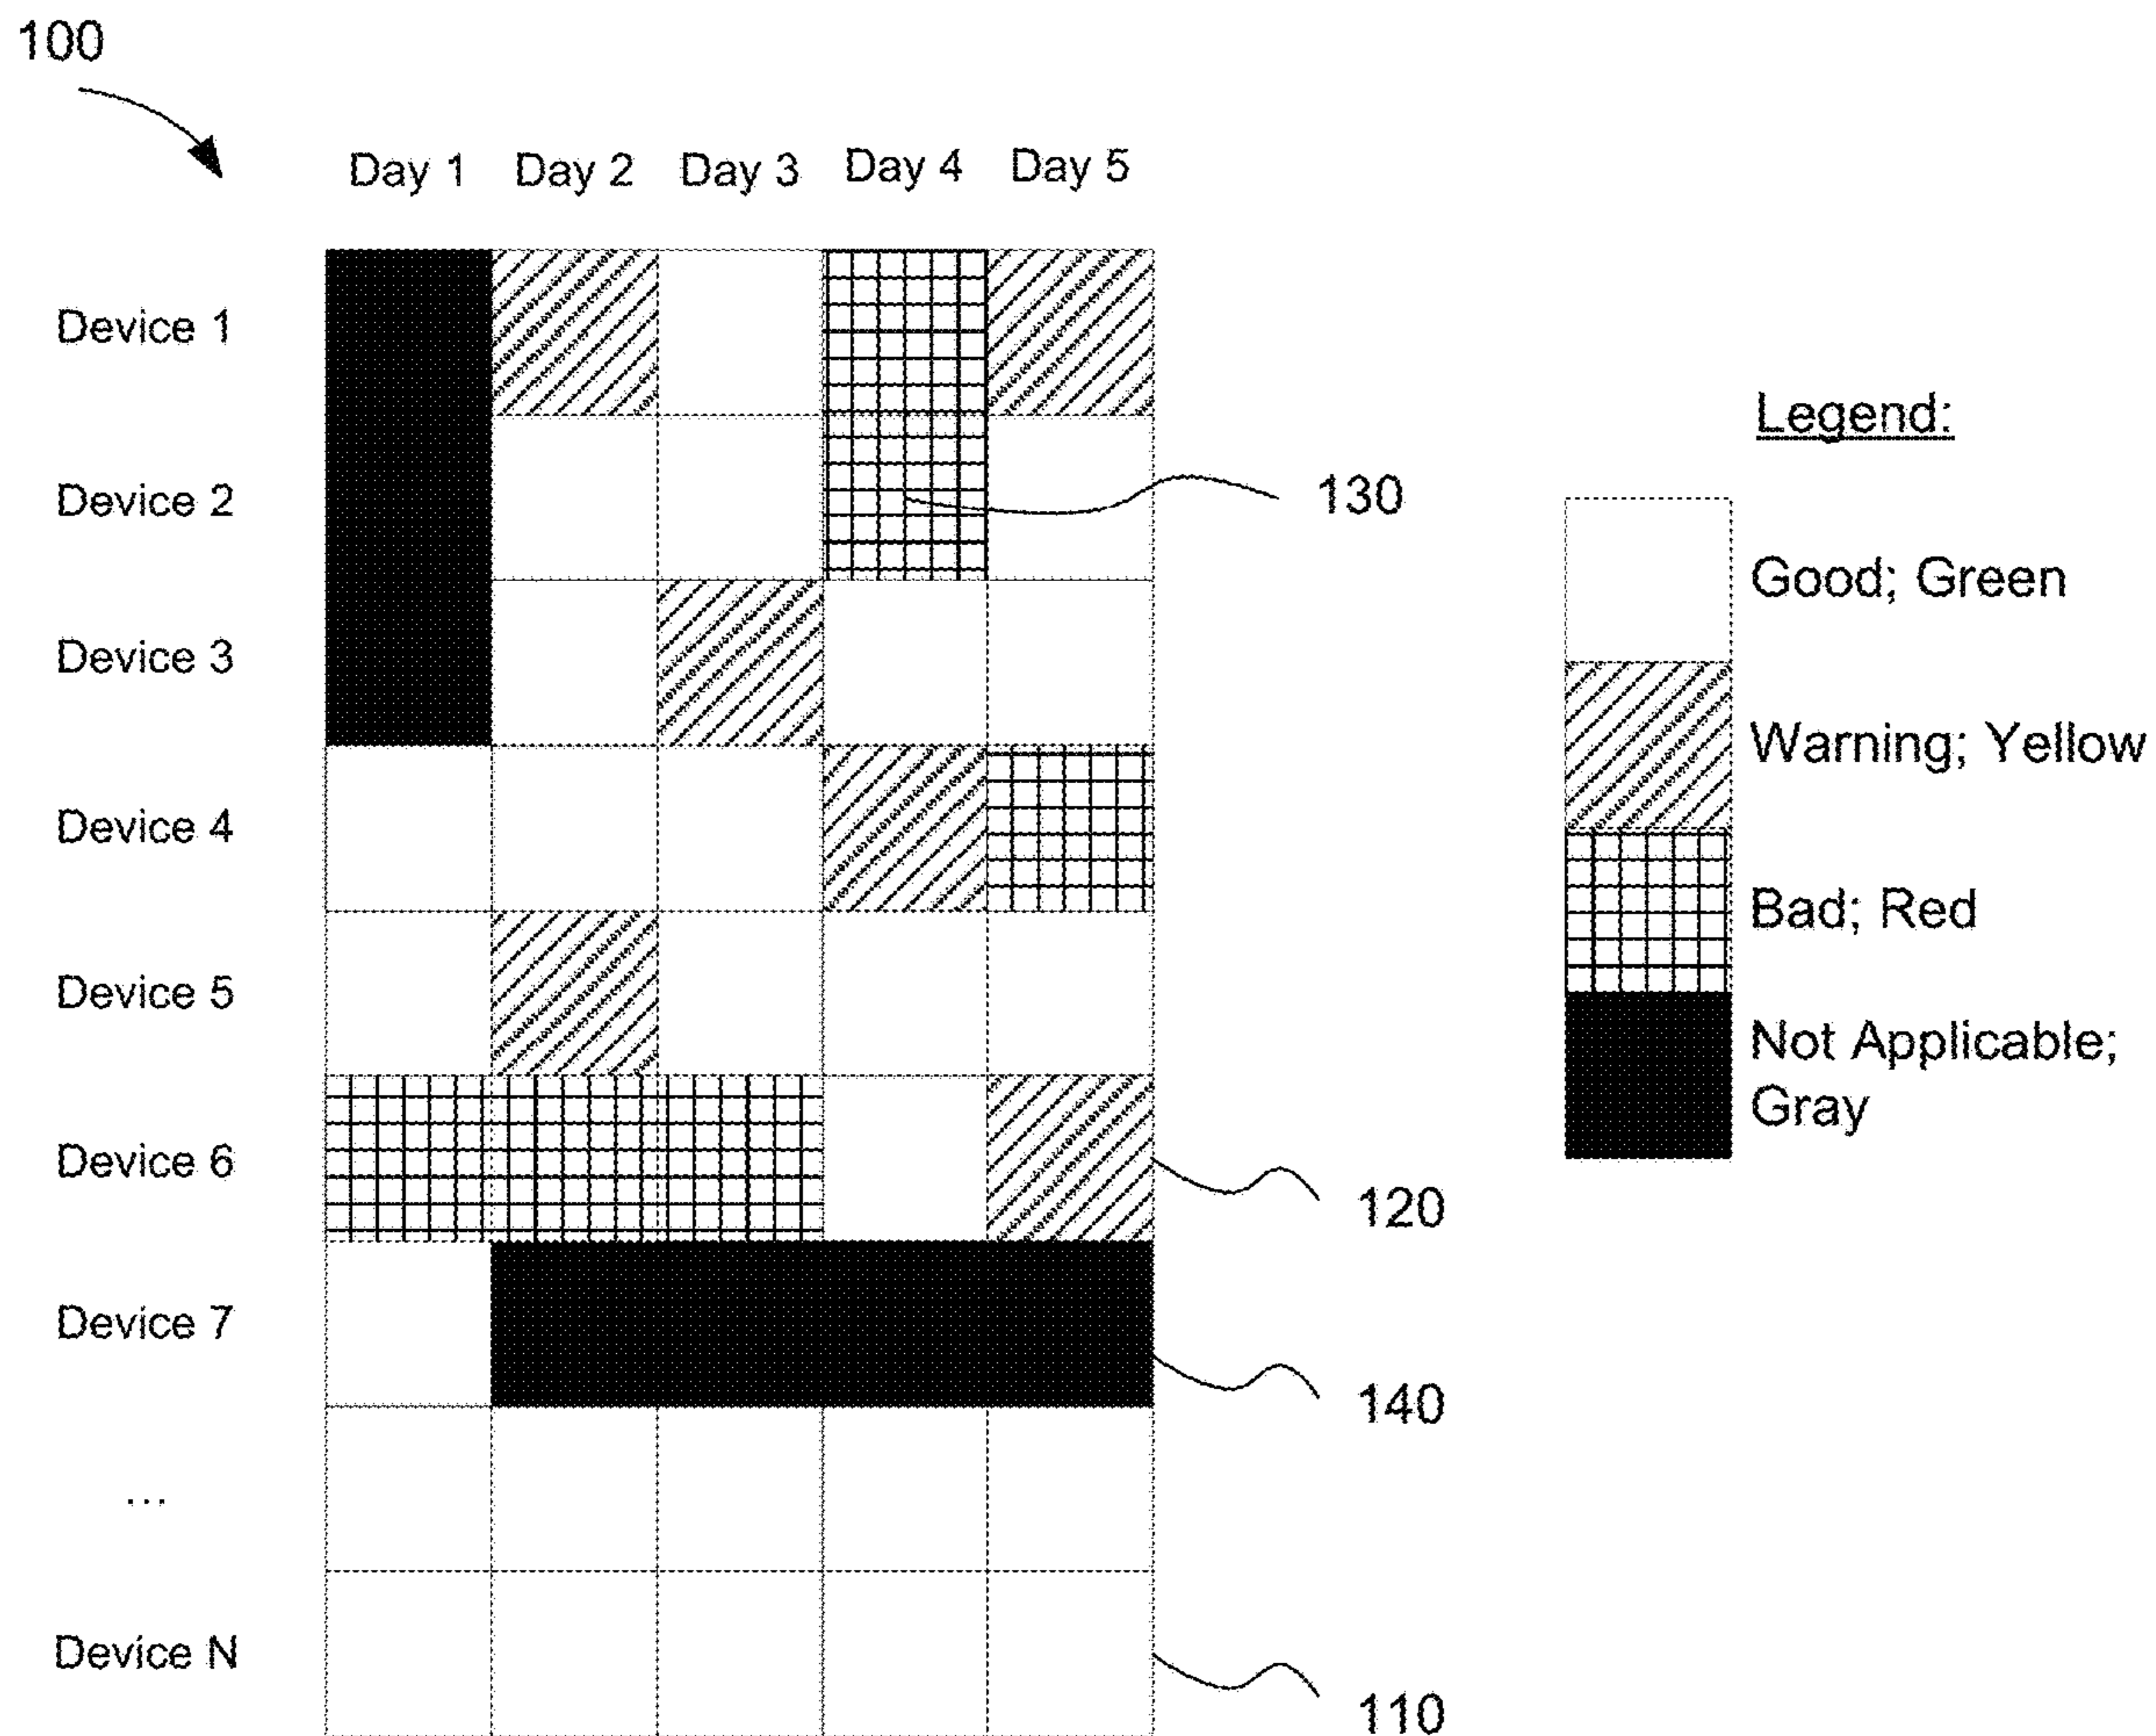 100
Day 1 Day 2 Day 3 Day 4 Day 5
Device 1
Legend:
Device 2
130
Good; Green
Device 3
Warning; Yellow
Device 4
Bad; Red
Device 5
Not Applicable;
Gray
Device 6
120
Device 7
140
...
Device N
110